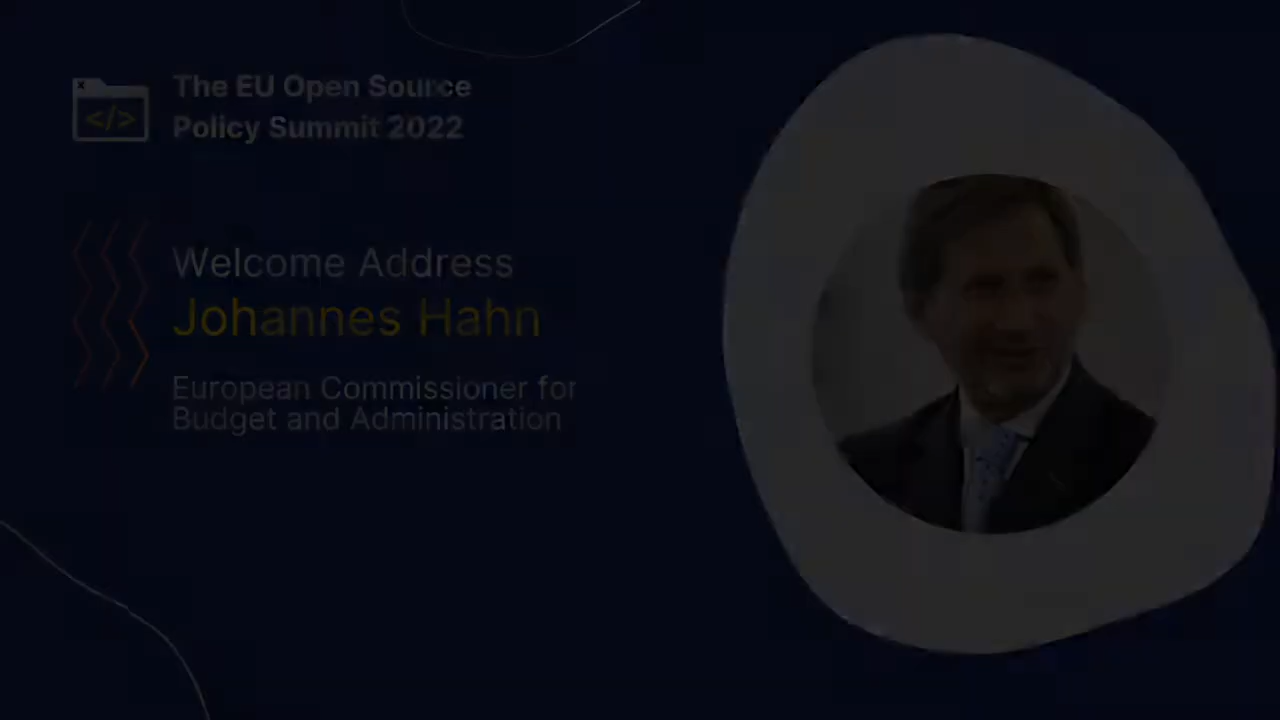 The EU Open Source
Policy Summit 2022
</>
Welcome Address
Johannes Hahn
European Commissioner for
Budget and Administration